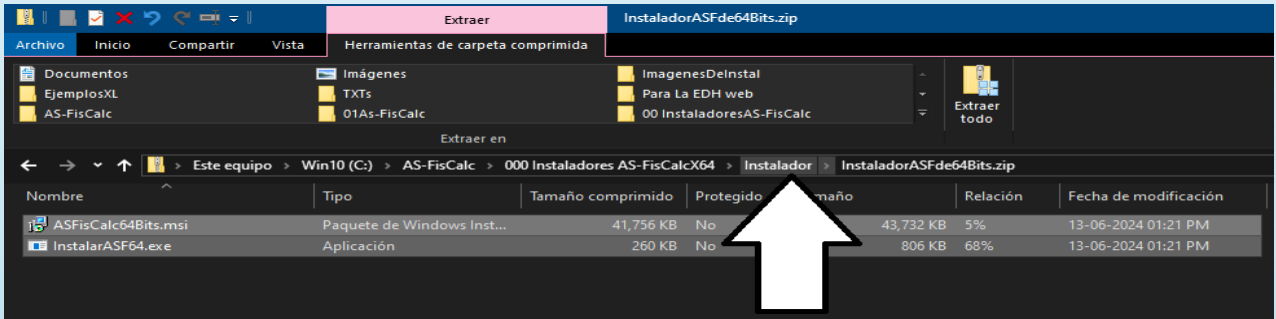 Extraer InstaladorASFde64Bits.zip
Archivo Inicio Compartir Vista Herramientas de carpeta comprimida
Documentos Imágenes ImagenesDeInstal
EjemplosXL TXTs Para La EDH web
AS-FisCalc 01As-FisCalc 00 InstaladoresAS-FisCalc
Extraer todo
Extraer en
Este equipo > Win10 (C:) > AS-FisCalc > 000 Instaladores AS-FisCalcX64 > Instalador > InstaladorASFde64Bits.zip
Nombre Tipo Tamaño comprimido Protegido maño Relación Fecha de modificación
ASFisCalc64Bits.msi Paquete de Windows Inst... 41,756 KB No 43,732 KB 5% 13-06-2024 01:21 PM
InstalarASF64.exe Aplicación 260 KB No 806 KB 68% 13-06-2024 01:21 PM